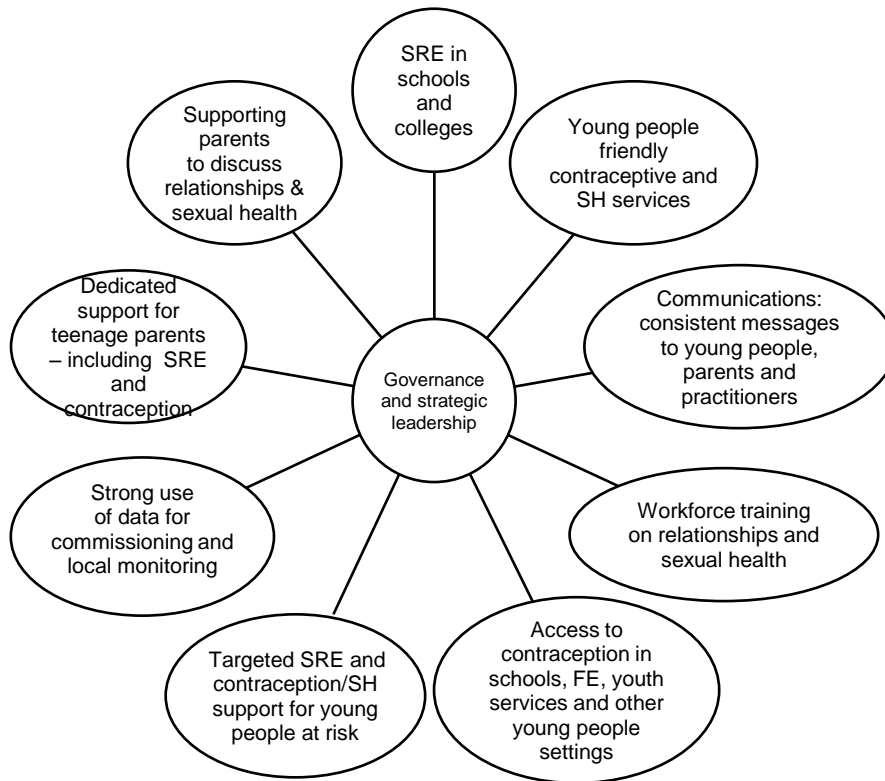 SRE in
schools
and
colleges
Supporting
parents
to discuss
relationships &
sexual health
Young people
friendly
contraceptive and
SH services
Dedicated
support for
teenage parents
– including SRE
and
contraception
Communications:
consistent messages
to young people,
parents and
practitioners
Governance
and strategic
leadership
Strong use
of data for
commissioning and
local monitoring
Workforce training
on relationships and
sexual health
Targeted SRE and
contraception/SH
support for young
people at risk
Access to
contraception in
schools, FE, youth
services and other
young people
settings